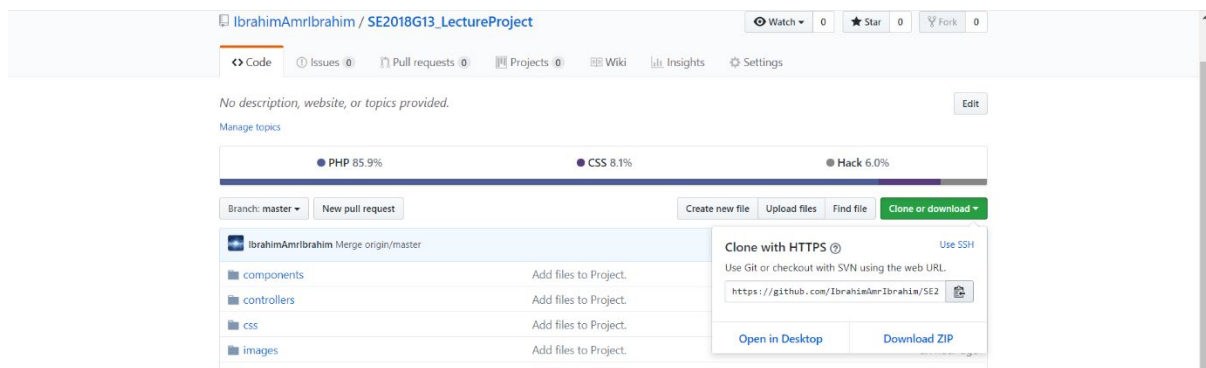 IbrahimAmrIbrahim / SE2018G13_LectureProject
Watch 0 Star 0 Fork 0
Code Issues 0 Pull requests 0 Projects 0 Wiki Insights Settings
No description, website, or topics provided. Edit
Manage topics
PHP 85.9% CSS 8.1% Hack 6.0%
Branch: master New pull request Create new file Upload files Find file Clone or download
IbrahimAmrIbrahim Merge origin/master
Clone with HTTPS Use SSH
Use Git or checkout with SVN using the web URL.
https://github.com/IbrahimAmrIbrahim/SE2
Open in Desktop Download ZIP
components Add files to Project.
controllers Add files to Project.
css Add files to Project.
images Add files to Project.